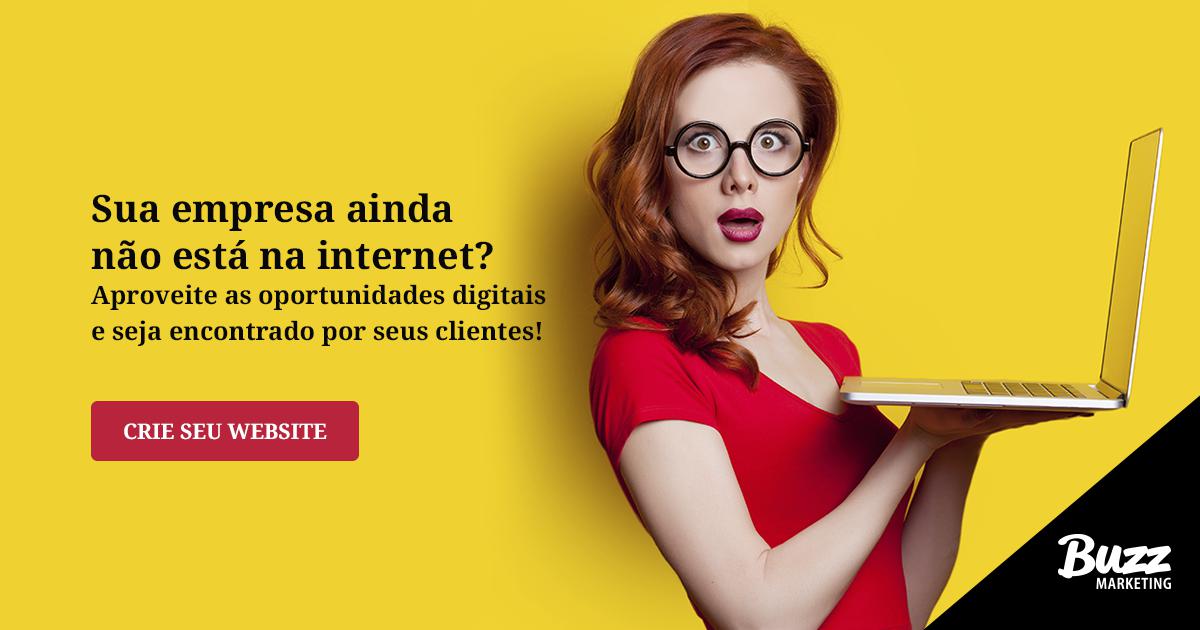 Sua empresa ainda
não está na internet?
Aproveite as oportunidades digitais
e seja encontrado por seus clientes!
CRIE SEU WEBSITE
Buzz
MARKETING